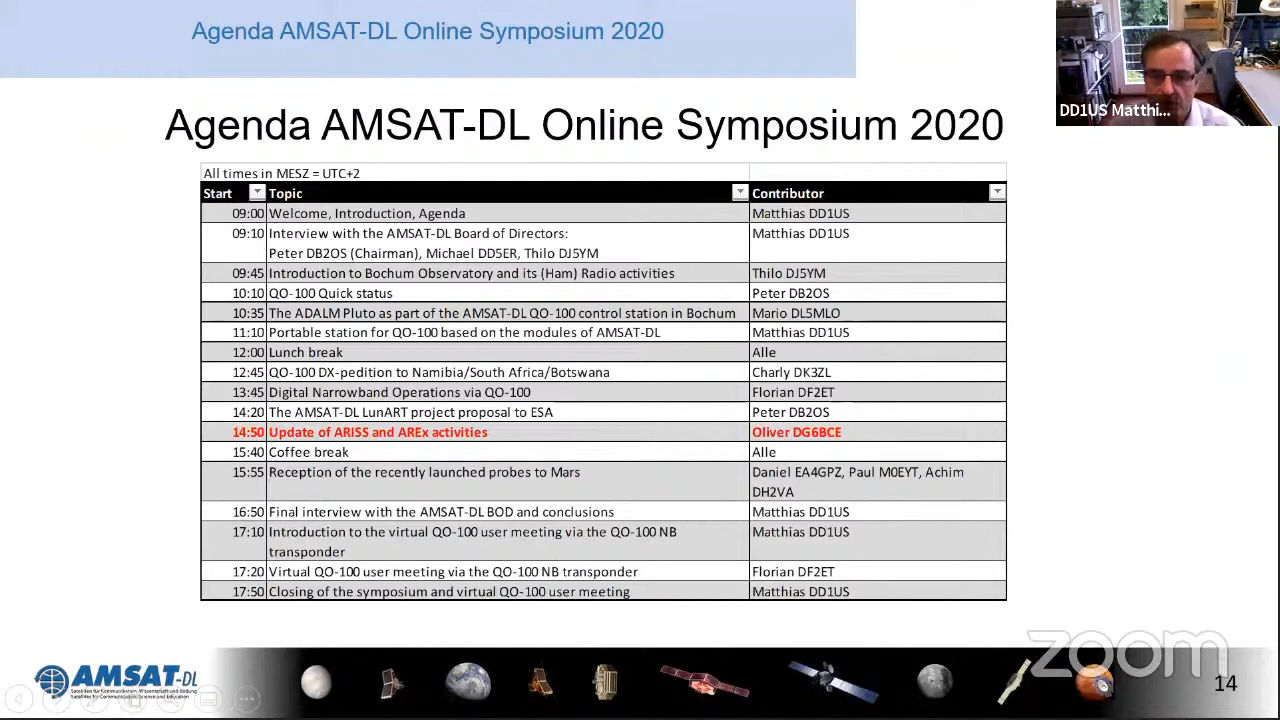 Agenda AMSAT-DL Online Symposium 2020
DD1US Matthi...
Agenda AMSAT-DL Online Symposium 2020
All times in MESZ = UTC+2
Start Topic Contributor
09:00 Welcome, Introduction, Agenda Matthias DD1US
09:10 Interview with the AMSAT-DL Board of Directors: Matthias DD1US
Peter DB2OS (Chairman), Michael DD5ER, Thilo DJ5YM
09:45 Introduction to Bochum Observatory and its (Ham) Radio activities Thilo DJ5YM
10:10 QO-100 Quick status Peter DB2OS
10:35 The ADALM Pluto as part of the AMSAT-DL QO-100 control station in Bochum Mario DL5MLO
11:10 Portable station for QO-100 based on the modules of AMSAT-DL Matthias DD1US
12:00 Lunch break Alle
12:45 QO-100 DX-pedition to Namibia/South Africa/Botswana Charly DK3ZL
13:45 Digital Narrowband Operations via QO-100 Florian DF2ET
14:20 The AMSAT-DL LunART project proposal to ESA Peter DB2OS
14:50 Update of ARISS and AREx activities Oliver DG6BCE
15:40 Coffee break Alle
15:55 Reception of the recently launched probes to Mars Daniel EA4GPZ, Paul M0EYT, Achim
DH2VA
16:50 Final interview with the AMSAT-DL BOD and conclusions Matthias DD1US
17:10 Introduction to the virtual QO-100 user meeting via the QO-100 NB Matthias DD1US
transponder
17:20 Virtual QO-100 user meeting via the QO-100 NB transponder Florian DF2ET
17:50 Closing of the symposium and virtual QO-100 user meeting Matthias DD1US
zoom
AMSAT-DL
Satelliten für Kommunikation, Wissenschaft und Bildung
Satellites for Communication, Science and Education
14